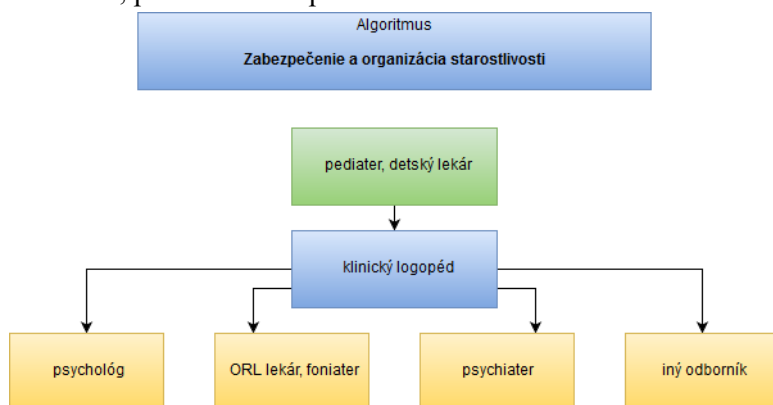 Algoritmus
Zabezpečenie a organizácia starostlivosti
pediater, detský lekár
klinický logopéd
psychológ
ORL lekár, foniater
psychiater
iný odborník